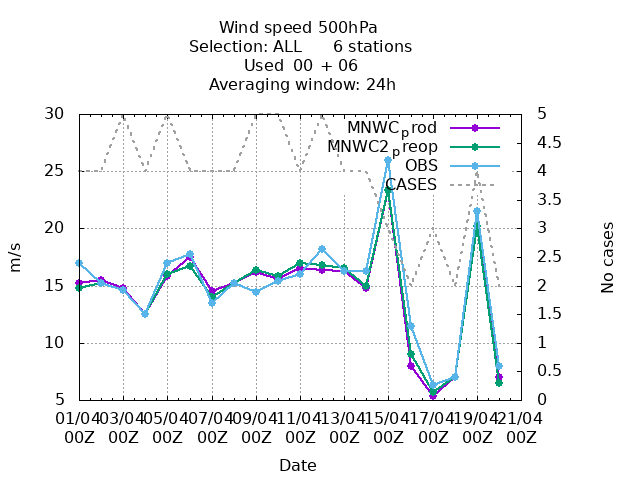 Wind speed 500hPa
Selection: ALL 6 stations
Used 00 + 06
Averaging window: 24h
30 5
MNWCprod
4.5
MNWC2preop
OBS
25 4
CASES
3.5
20 3
m/s
2.5
No cases
15 2
1.5
10 1
0.5
5 0
01/04 03/04 05/04 07/04 09/04 11/04 13/04 15/04 17/04 19/04 21/04
00Z 00Z 00Z 00Z 00Z 00Z 00Z 00Z 00Z 00Z 00Z
Date